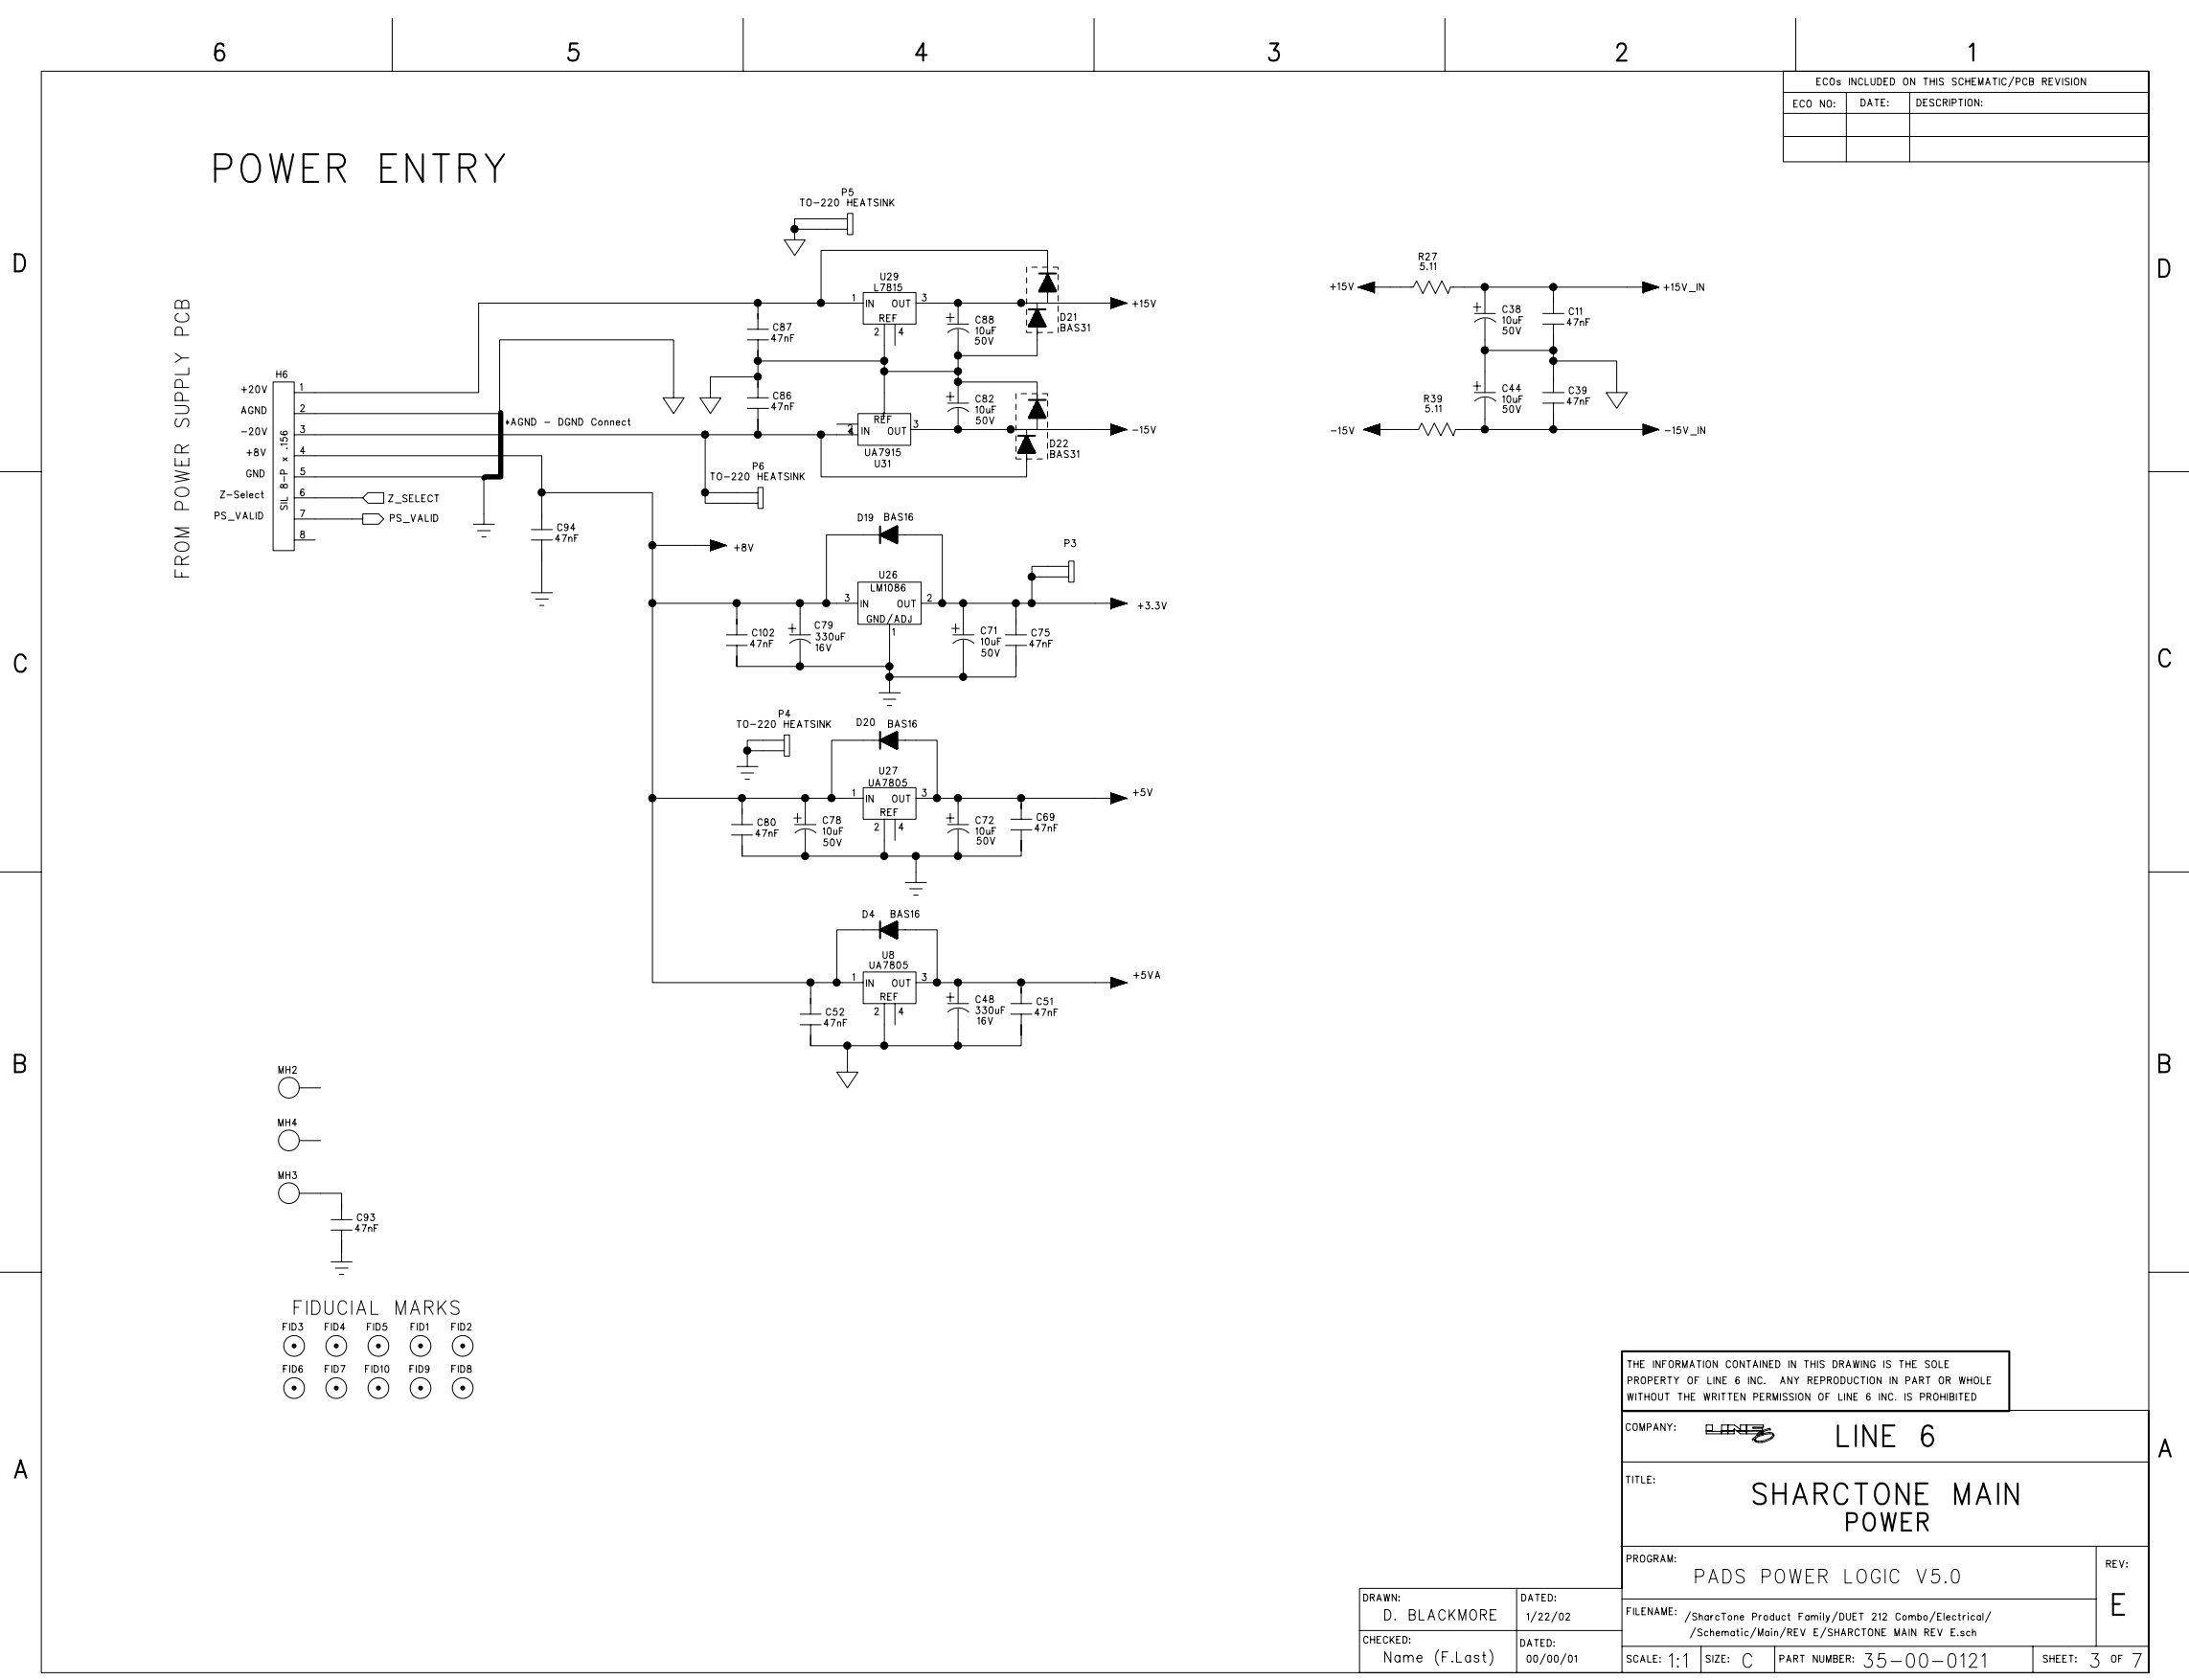 6 5 4 3 2 1
ECOs INCLUDED ON THIS SCHEMATIC/PCB REVISION
ECO NO: DATE: DESCRIPTION:
POWER ENTRY
D D
C C
B B
A A
P5
TO-220 HEATSINK
U29
L7815
1 IN OUT 3
REF
2 4
C87
47nF
C88
10uF
50V
D21
BAS31
+15V
C86
47nF
C82
10uF
50V
REF
IN OUT 3
UA7915
U31
D22
BAS31
-15V
P6
TO-220 HEATSINK
R27
5.11
+15V +15V_IN
C38
10uF
50V
C11
47nF
C44
10uF
50V
C39
47nF
R39
5.11
-15V -15V_IN
FROM POWER SUPPLY PCB
H6
SIL 8-P x .156
+20V 1
AGND 2
-20V 3
+8V 4
GND 5
Z-Select 6 Z_SELECT
PS_VALID 7 PS_VALID
8
*AGND - DGND Connect
C94
47nF
+8V
D19 BAS16
U26
LM1086
3 IN OUT 2
GND/ADJ
1
P3
+3.3V
C102
47nF
C79
330uF
16V
C71
10uF
50V
C75
47nF
P4
TO-220 HEATSINK
D20 BAS16
U27
UA7805
1 IN OUT 3
REF
2 4
+5V
C80
47nF
C78
10uF
50V
C72
10uF
50V
C69
47nF
D4 BAS16
U8
UA7805
1 IN OUT 3
REF
2 4
+5VA
C52
47nF
C48
330uF
16V
C51
47nF
MH2
MH4
MH3
C93
47nF
FIDUCIAL MARKS
FID3 FID4 FID5 FID1 FID2
FID6 FID7 FID10 FID9 FID8
THE INFORMATION CONTAINED IN THIS DRAWING IS THE SOLE
PROPERTY OF LINE 6 INC. ANY REPRODUCTION IN PART OR WHOLE
WITHOUT THE WRITTEN PERMISSION OF LINE 6 INC. IS PROHIBITED
COMPANY: LINE 6 LINE 6
TITLE:
SHARCTONE MAIN
POWER
PROGRAM:
PADS POWER LOGIC V5.0
REV:
E
FILENAME: /SharcTone Product Family/DUET 212 Combo/Electrical/
/Schematic/Main/REV E/SHARCTONE MAIN REV E.sch
SCALE: 1:1 SIZE: C PART NUMBER: 35-00-0121 SHEET: 3 OF 7
DRAWN:
D. BLACKMORE
DATED:
1/22/02
CHECKED:
Name (F.Last)
DATED:
00/00/01